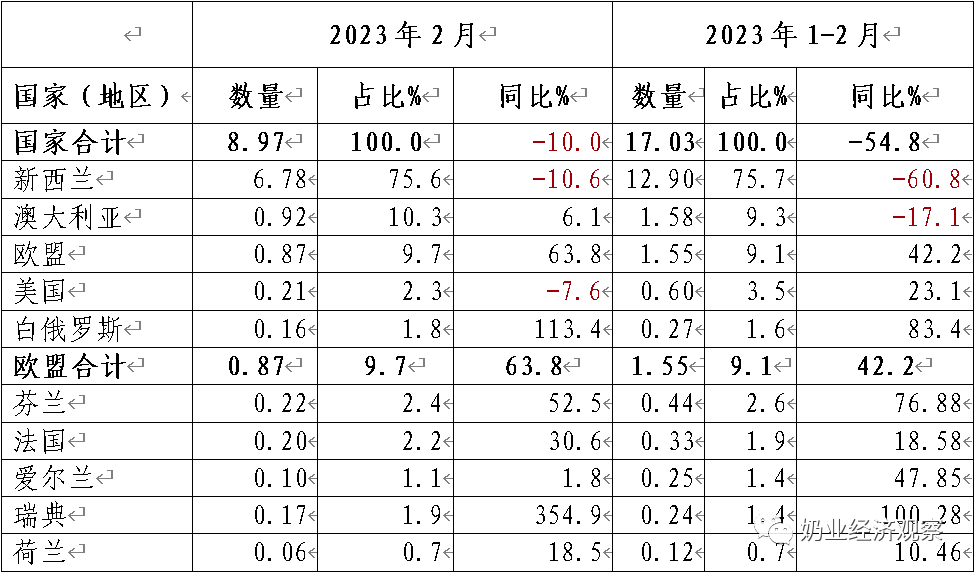 2023年2月 2023年1-2月
国家（地区） 数量 占比% 同比% 数量 占比% 同比%
国家合计 8.97 100.0 -10.0 17.03 100.0 -54.8
新西兰 6.78 75.6 -10.6 12.90 75.7 -60.8
澳大利亚 0.92 10.3 6.1 1.58 9.3 -17.1
欧盟 0.87 9.7 63.8 1.55 9.1 42.2
美国 0.21 2.3 -7.6 0.60 3.5 23.1
白俄罗斯 0.16 1.8 113.4 0.27 1.6 83.4
欧盟合计 0.87 9.7 63.8 1.55 9.1 42.2
芬兰 0.22 2.4 52.5 0.44 2.6 76.88
法国 0.20 2.2 30.6 0.33 1.9 18.58
爱尔兰 0.10 1.1 1.8 0.25 1.4 47.85
瑞典 0.17 1.9 354.9 0.24 1.4 100.28
荷兰 0.06 0.7 18.5 0.12 0.7 10.46
奶业经济观察